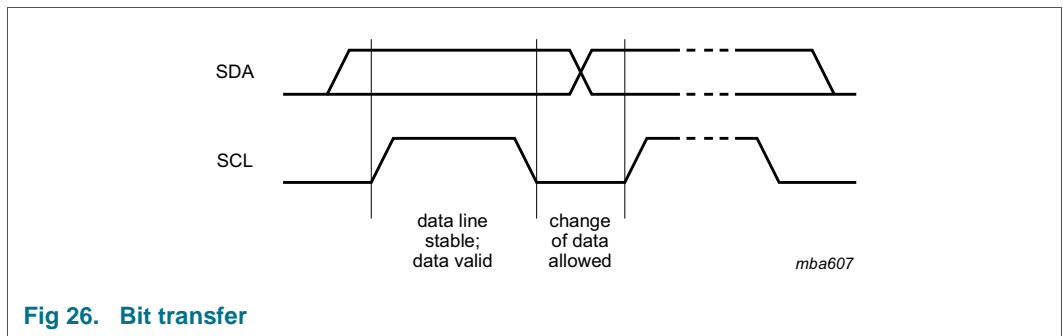 SDA
SCL
data line
stable;
data valid
change
of data
allowed
mba607
Fig 26. Bit transfer